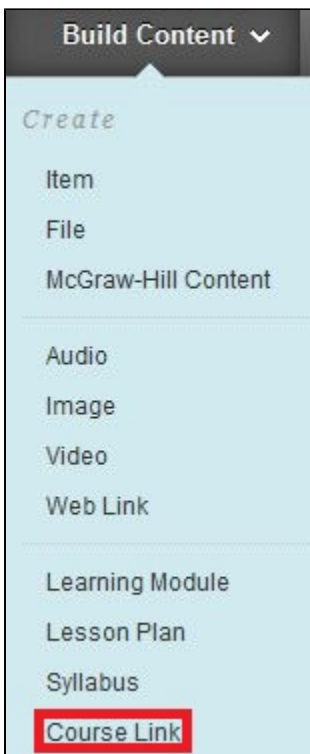 Build Content
Create
Item
File
McGraw-Hill Content
Audio
Image
Video
Web Link
Learning Module
Lesson Plan
Syllabus
Course Link